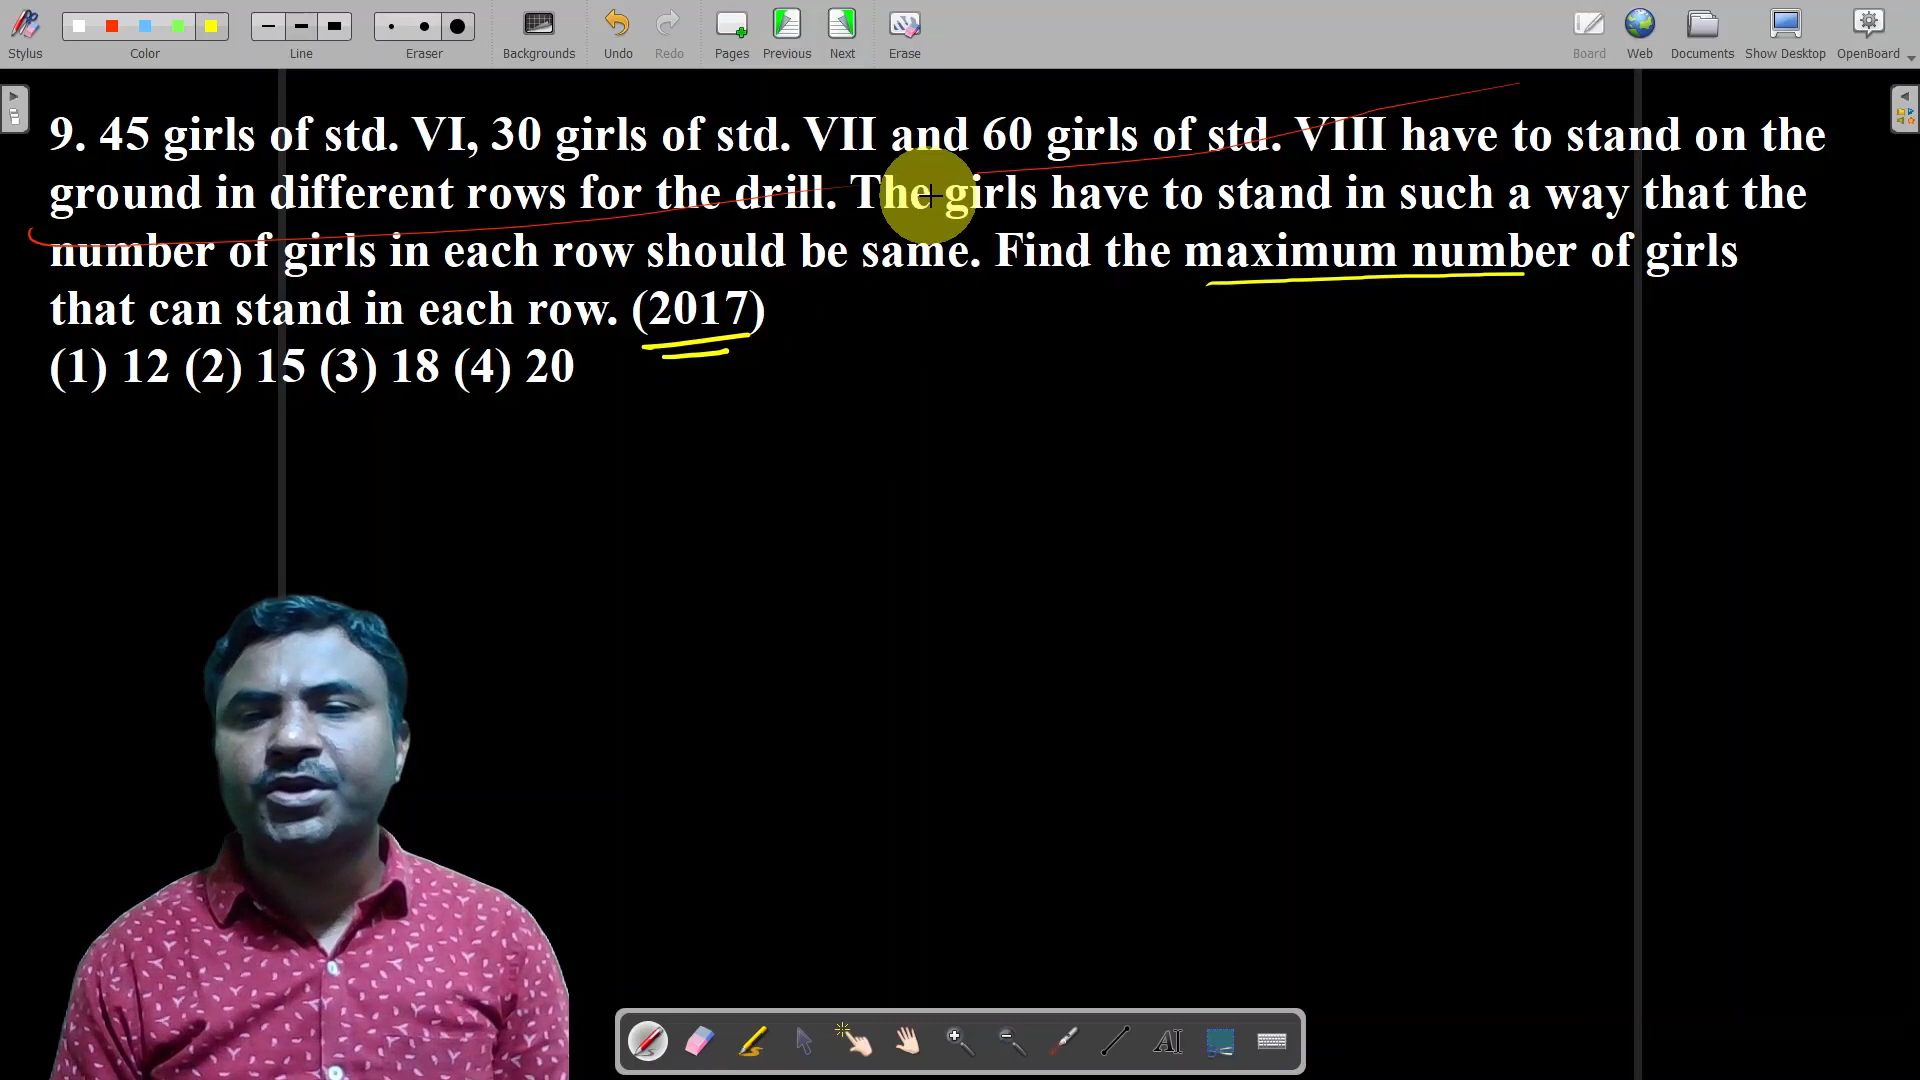 Stylus Color Line Eraser Backgrounds Undo Redo Pages Previous Next Erase Board Web Documents Show Desktop OpenBoard
9. 45 girls of std. VI, 30 girls of std. VII and 60 girls of std. VIII have to stand on the
ground in different rows for the drill. The girls have to stand in such a way that the
number of girls in each row should be same. Find the maximum number of girls
that can stand in each row. (2017)
(1) 12 (2) 15 (3) 18 (4) 20
AI